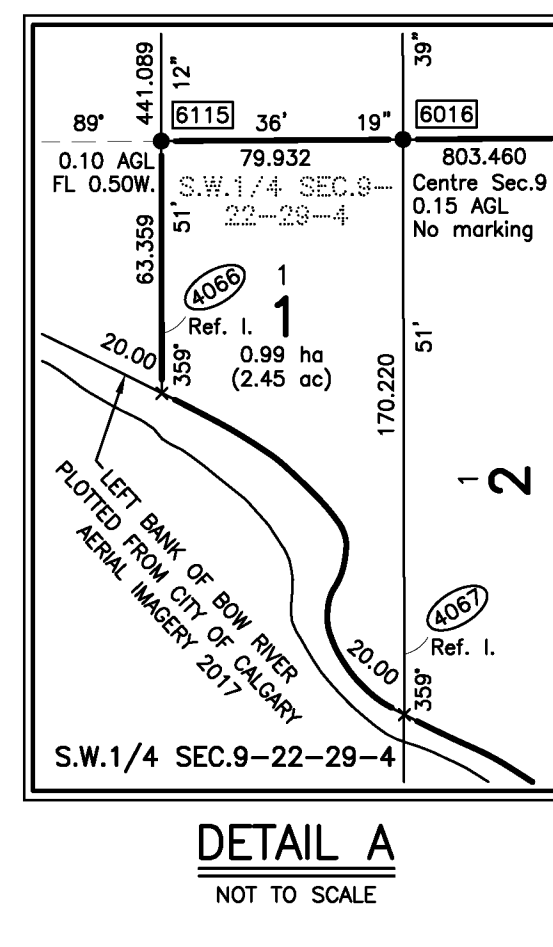 441.089
12"
39"
89°
6115
36'
19"
6016
0.10 AGL
FL 0.50W.
79.932
803.460
S.W.1/4 SEC.9-
22-29-4
Centre Sec.9
0.15 AGL
No marking
63.359
51'
4066
Ref. I.
1
1
0.99 ha
(2.45 ac)
20.00
359°
170.220
51'
1
2
LEFT BANK OF BOW RIVER
PLOTTED FROM CITY OF CALGARY
AERIAL IMAGERY 2017
4067
Ref. I.
20.00
359°
S.W.1/4 SEC.9-22-29-4
DETAIL A
NOT TO SCALE